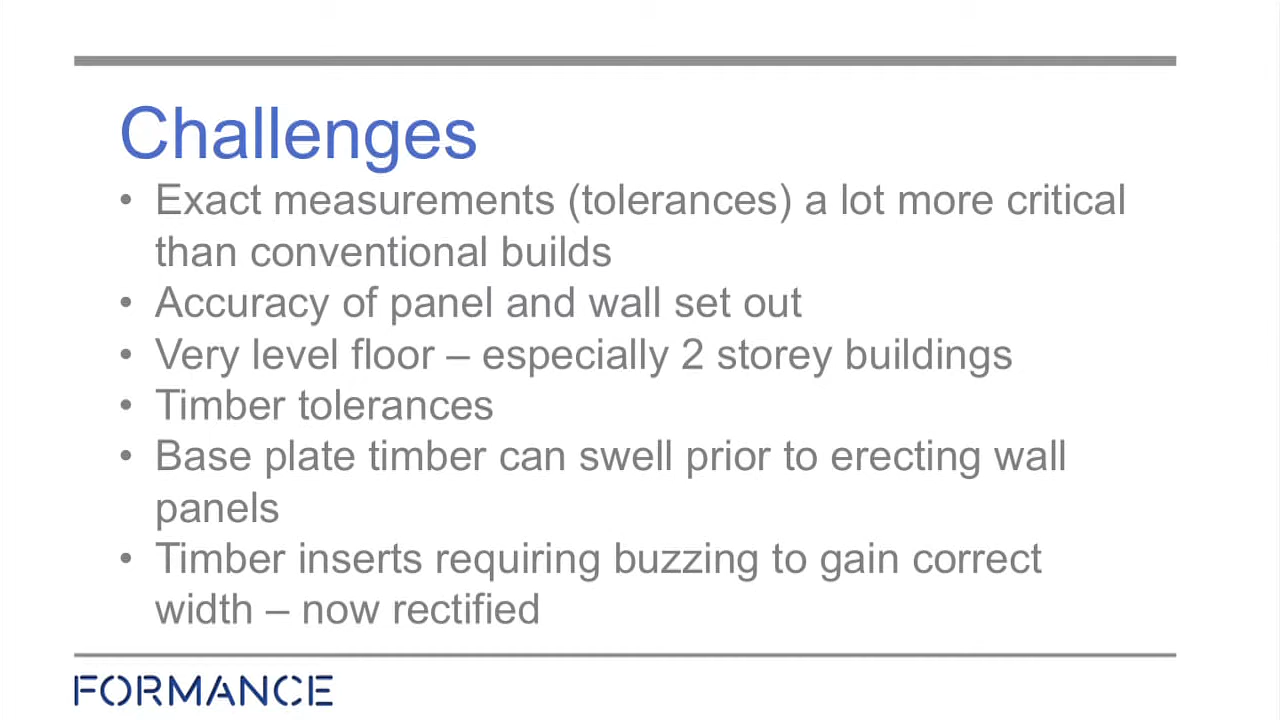 Challenges
• Exact measurements (tolerances) a lot more critical
than conventional builds
• Accuracy of panel and wall set out
• Very level floor – especially 2 storey buildings
• Timber tolerances
• Base plate timber can swell prior to erecting wall
panels
• Timber inserts requiring buzzing to gain correct
width – now rectified
FORMANCE